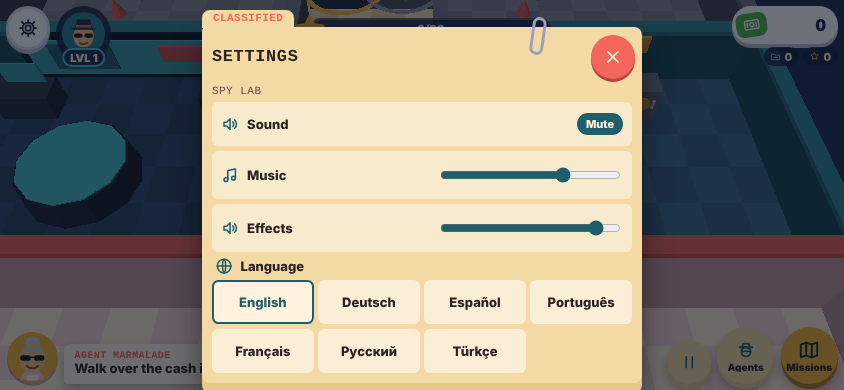 CLASSIFIED
SETTINGS
0
LVL 1
0 0
SPY LAB
Sound Mute
Music
Effects
Language
English Deutsch Español Português
Français Русский Türkçe
AGENT MARMALADE
Walk over the cash
Agents Missions